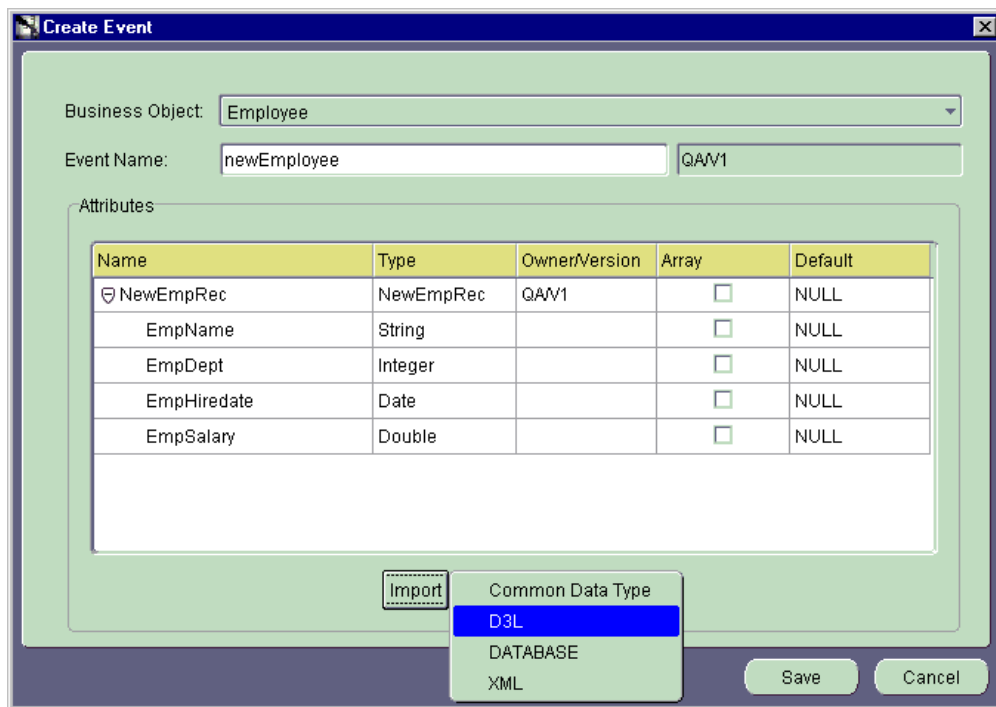 Create Event
Business Object: Employee
Event Name: newEmployee QA/V1
Attributes
Name Type Owner/Version Array Default
NewEmpRec NewEmpRec QA/V1 NULL
EmpName String NULL
EmpDept Integer NULL
EmpHiredate Date NULL
EmpSalary Double NULL
Import Common Data Type
D3L
DATABASE
XML
Save Cancel